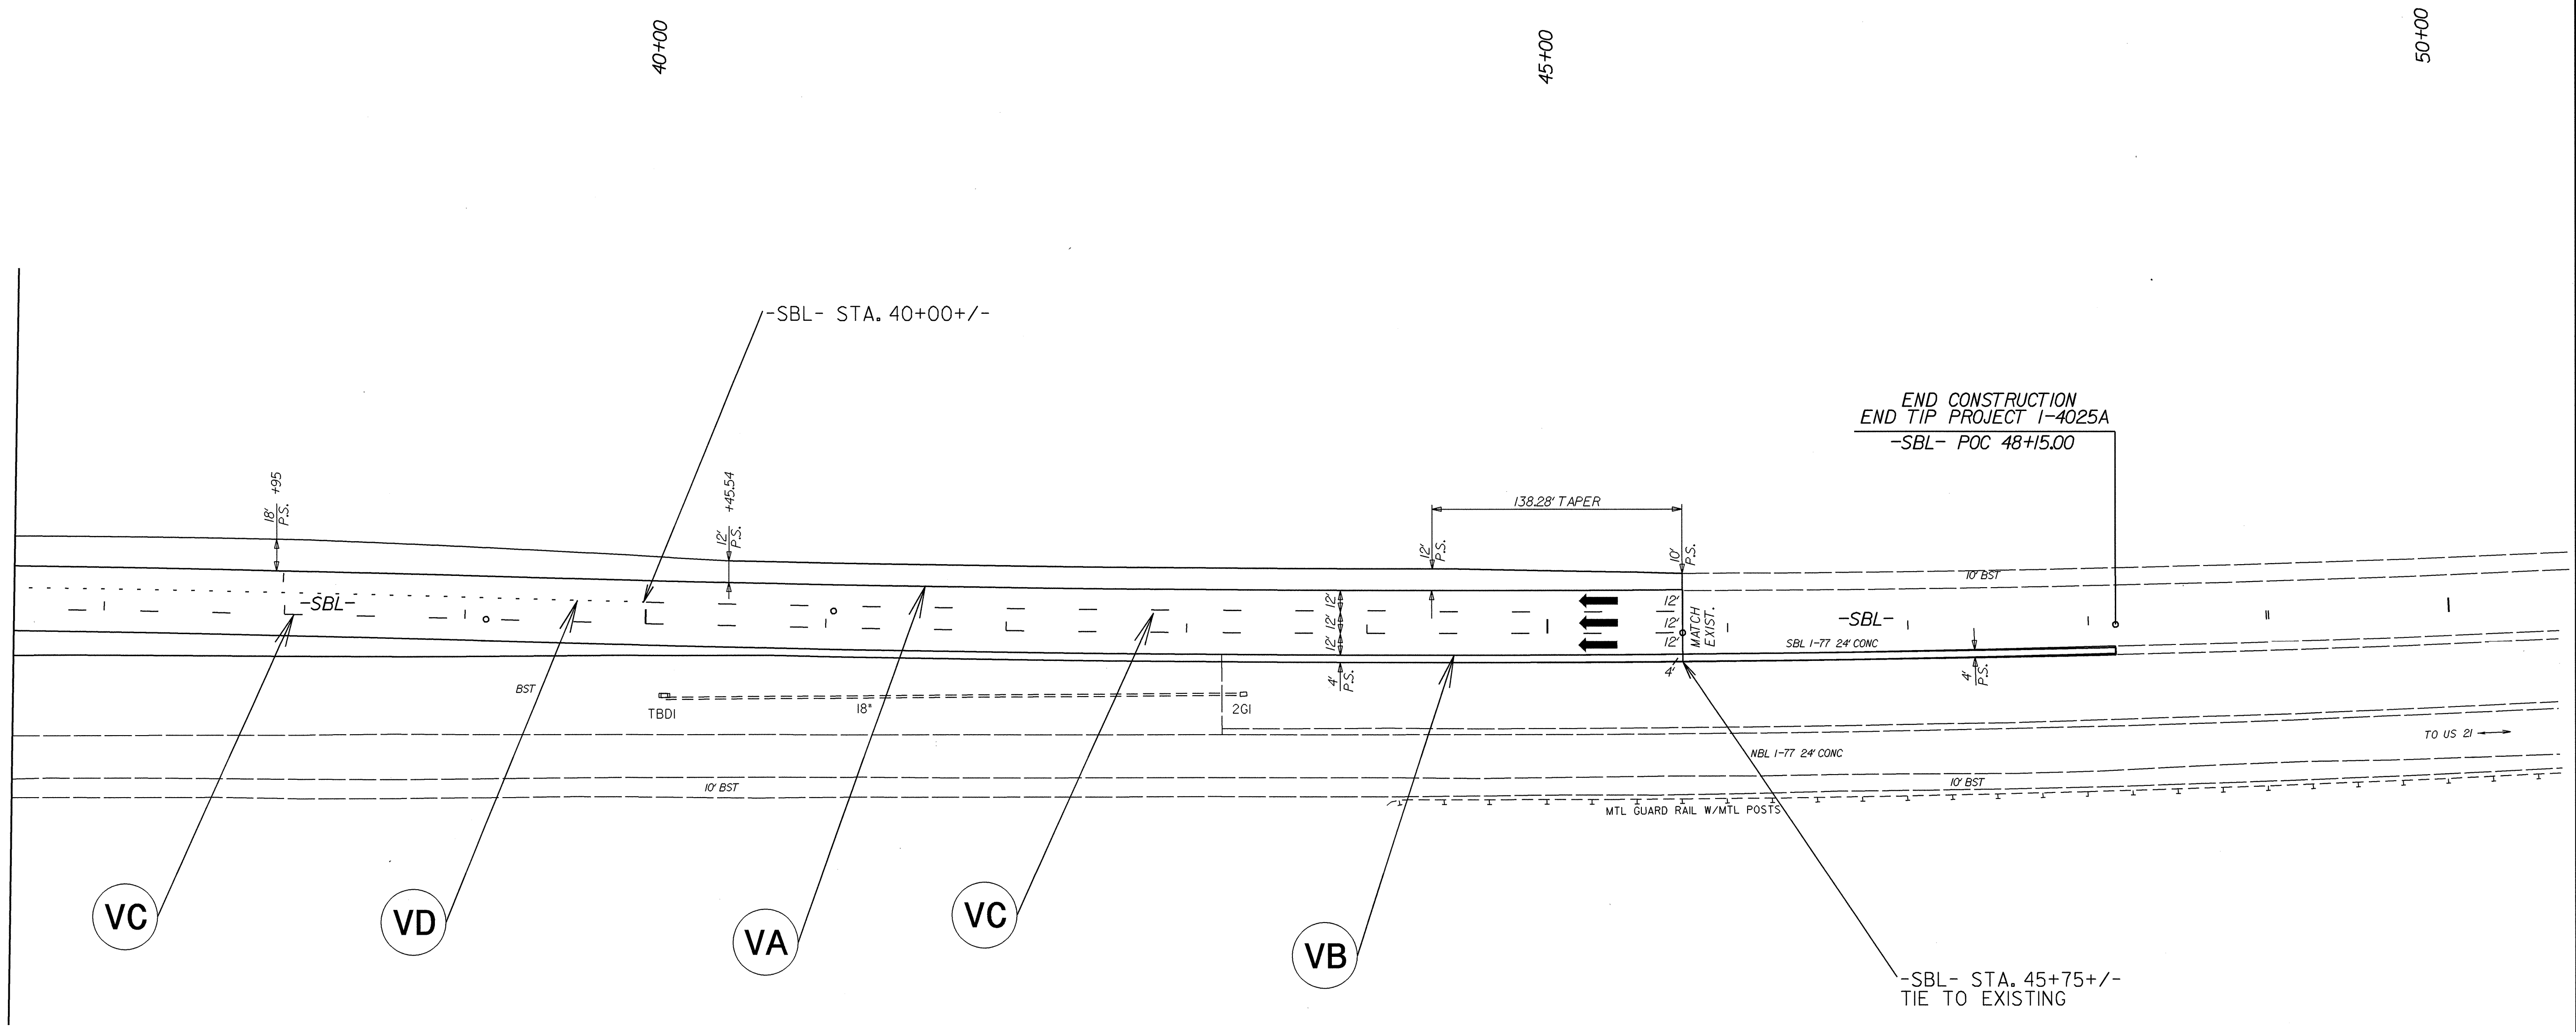 40+00
45+00
50+00
-SBL- STA. 40+00+/-
END CONSTRUCTION
END TIP PROJECT I-4025A
-SBL- POC 48+15.00
18'
P.S.
+95
12'
P.S.
+45.54
138.28' TAPER
12'
P.S.
10'
P.S.
10' BST
-SBL-
12'
12'
12'
12'
12'
12'
MATCH
EXIST.
-SBL-
SBL I-77 24' CONC
4'
P.S.
4'
4'
P.S.
BST
TBDI
18"
2GI
TO US 21
NBL I-77 24' CONC
10' BST
10' BST
MTL GUARD RAIL W/MTL POSTS
VC
VD
VA
VC
VB
-SBL- STA. 45+75+/-
TIE TO EXISTING